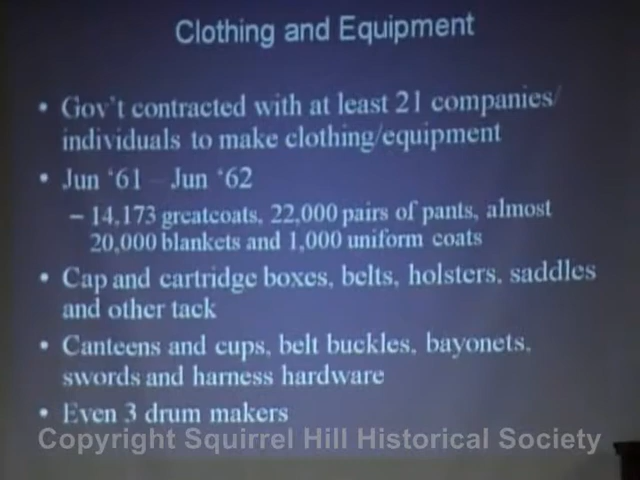 Clothing and Equipment
• Gov't contracted with at least 21 companies/
individuals to make clothing/equipment
• Jun '61 – Jun '62
– 14,173 greatcoats, 22,000 pairs of pants, almost
20,000 blankets and 1,000 uniform coats
• Cap and cartridge boxes, belts, holsters, saddles
and other tack
• Canteens and cups, belt buckles, bayonets,
swords and harness hardware
• Even 3 drum makers
Copyright Squirrel Hill Historical Society